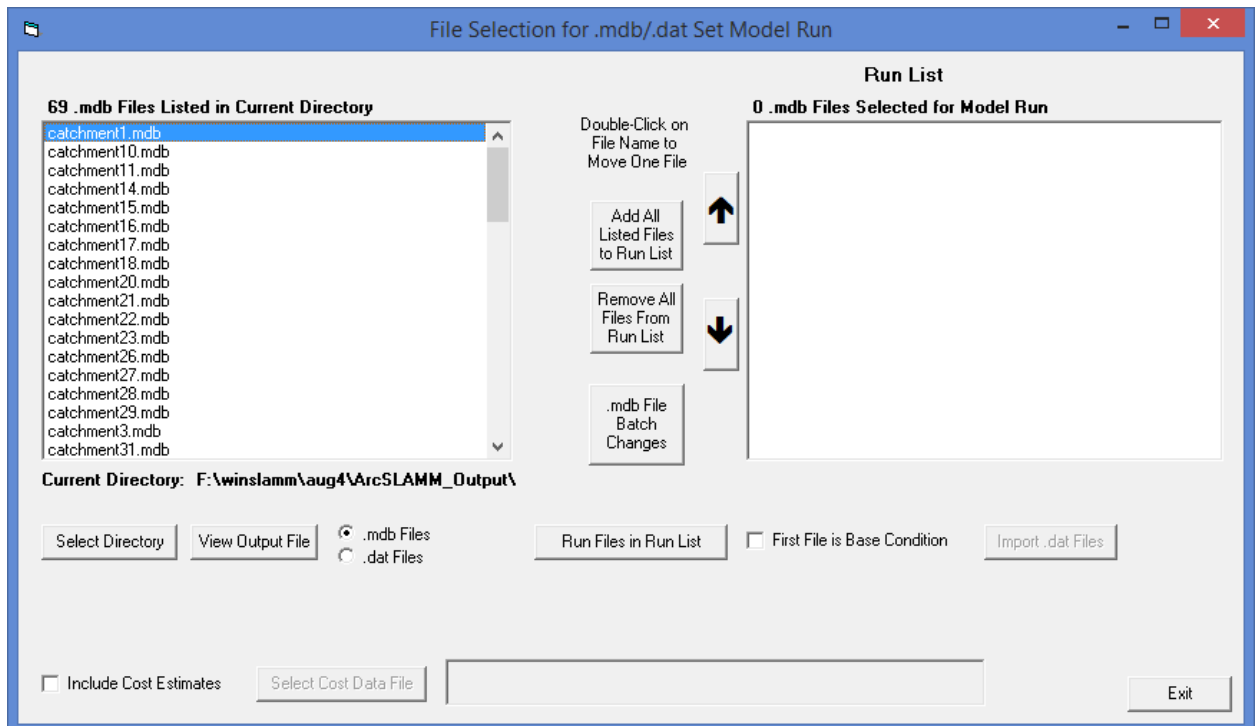 File Selection for .mdb/.dat Set Model Run
Run List
69 .mdb Files Listed in Current Directory
0 .mdb Files Selected for Model Run
catchment1.mdb
catchment10.mdb
catchment11.mdb
catchment14.mdb
catchment15.mdb
catchment16.mdb
catchment17.mdb
catchment18.mdb
catchment20.mdb
catchment21.mdb
catchment22.mdb
catchment23.mdb
catchment26.mdb
catchment27.mdb
catchment28.mdb
catchment29.mdb
catchment3.mdb
catchment31.mdb
Double-Click on
File Name to
Move One File
Add All
Listed Files
to Run List
Remove All
Files From
Run List
.mdb File
Batch
Changes
Current Directory: F:\winslamm\aug4\ArcSLAMM_Output\
Select Directory
View Output File
.mdb Files
.dat Files
Run Files in Run List
First File is Base Condition
Import .dat Files
Include Cost Estimates
Select Cost Data File
Exit